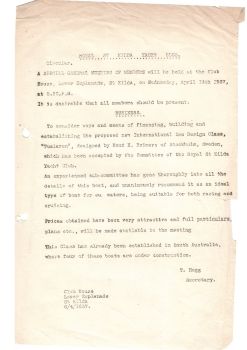 ROYAL ST KILDA YACHT CLUB.
Circular.
A SPECIAL GENERAL MEETING OF MEMBERS will be held at the Club
House, Lower Esplanade, St Kilda, on Wednesday, April 14th 1937,
at 8.15.P.M.
It is desirable that all members should be present.
BUSINESS.
To consider ways and means of financing, building and
establishing the proposed new International One Design Class,
"Tumlaren", designed by Knut H. Reimers of Stockholm, Sweden,
which has been accepted by the Committee of the Royal St Kilda
Yacht Club.
An experienced sub-committee has gone thoroughly into all the
details of this boat, and unanimously recommend it as an ideal
type of boat for our waters, being suitable for both racing and
cruising.
Prices obtained have been very attractive and full particulars,
plans etc., will be made available to the meeting
This Class has already been established in South Australia,
where four of these boats are under construction.
T. Hogg
Secretary.
Club House
Lower Esplanade
St Kilda
6/4/1937.